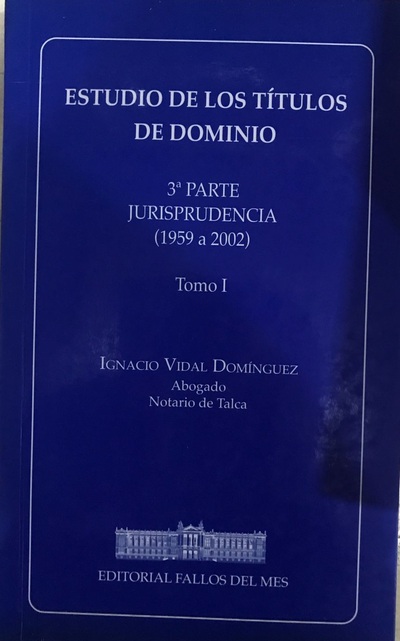 ESTUDIO DE LOS TÍTULOS
DE DOMINIO
3ª PARTE
JURISPRUDENCIA
(1959 a 2002)
Tomo I
IGNACIO VIDAL DOMÍNGUEZ
Abogado
Notario de Talca
EDITORIAL FALLOS DEL MES